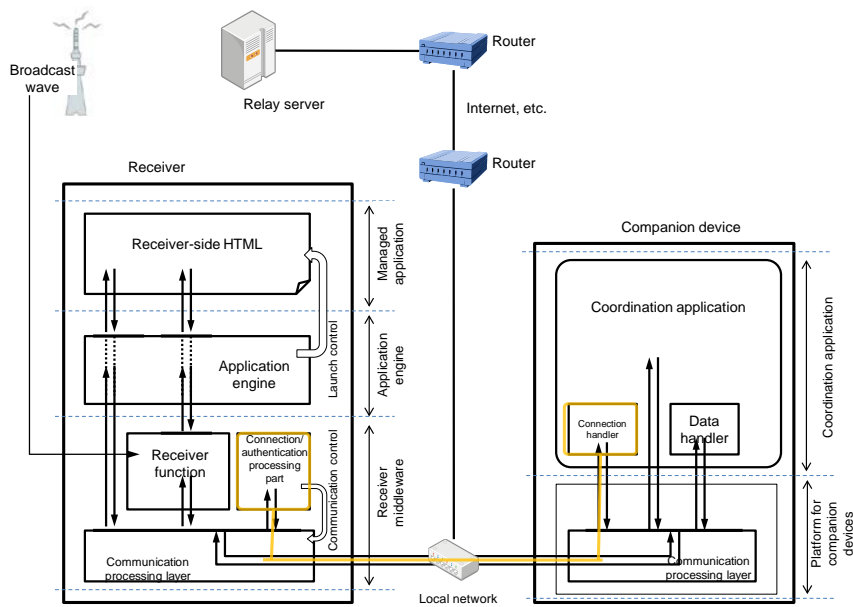 Broadcast
wave
Relay server
Router
Internet, etc.
Router
Receiver
Receiver-side HTML
Managed
application
Launch control
Application
engine
Application
engine
Receiver
function
Connection/
authentication
processing
part
Communication control
Receiver
middleware
Communication
processing layer
Local network
Companion device
Coordination application
Connection
handler
Data
handler
Coordination application
Communication
processing layer
Platform for
companion
devices